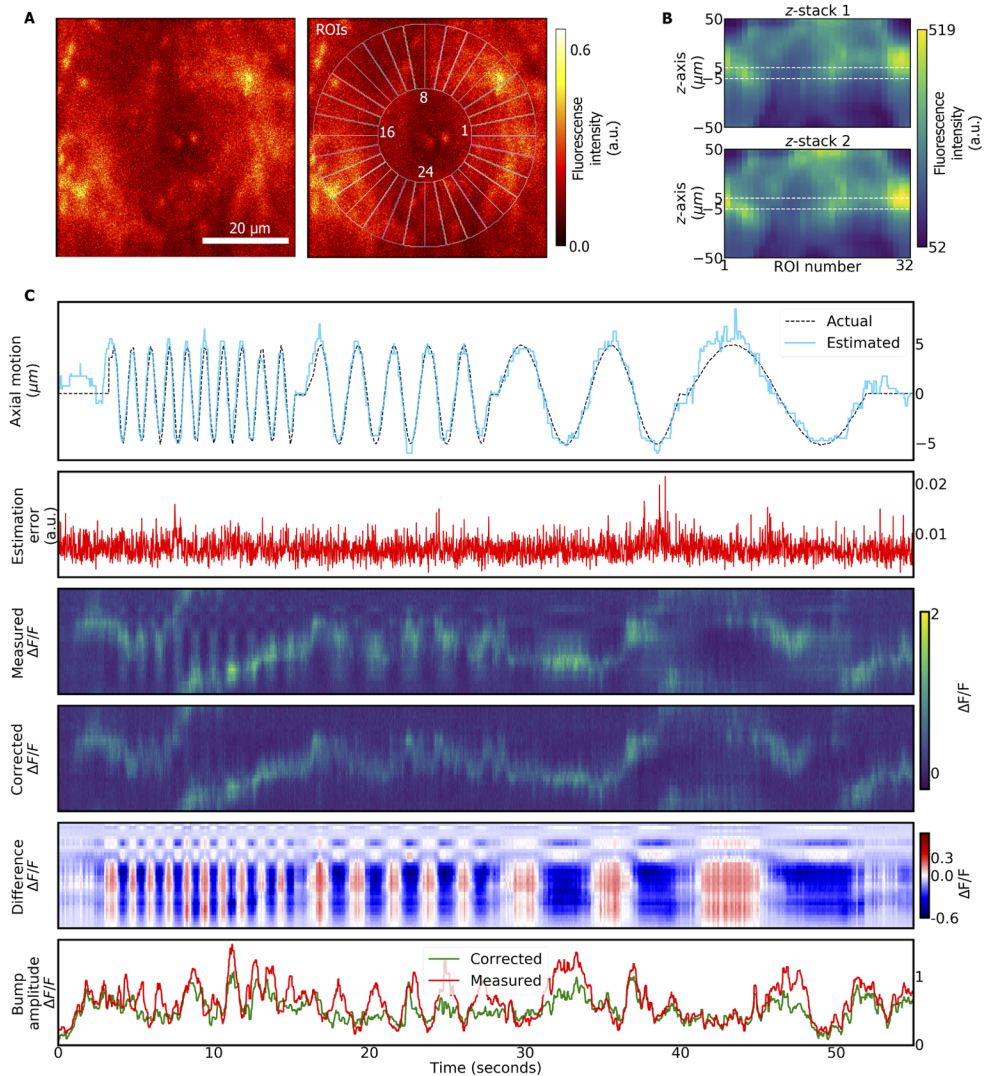 A
ROIs
8
16
1
24
20 μm
0.6
0.0
Fluorescense
intensity
(a.u.)
B
z-stack 1
50
5
−5
−50
z-axis
(μm)
z-stack 2
50
5
−5
−50
z-axis
(μm)
1
ROI number
32
519
52
Fluorescence
intensity
(a.u.)
C
Axial motion
(μm)
Actual
Estimated
5
0
−5
Estimation
error
(a.u.)
0.02
0.01
Measured
ΔF/F
Corrected
ΔF/F
2
0
ΔF/F
Difference
ΔF/F
0.3
0.0
-0.6
ΔF/F
Bump
amplitude
ΔF/F
Corrected
Measured
1
0
0
10
20
30
40
50
Time (seconds)